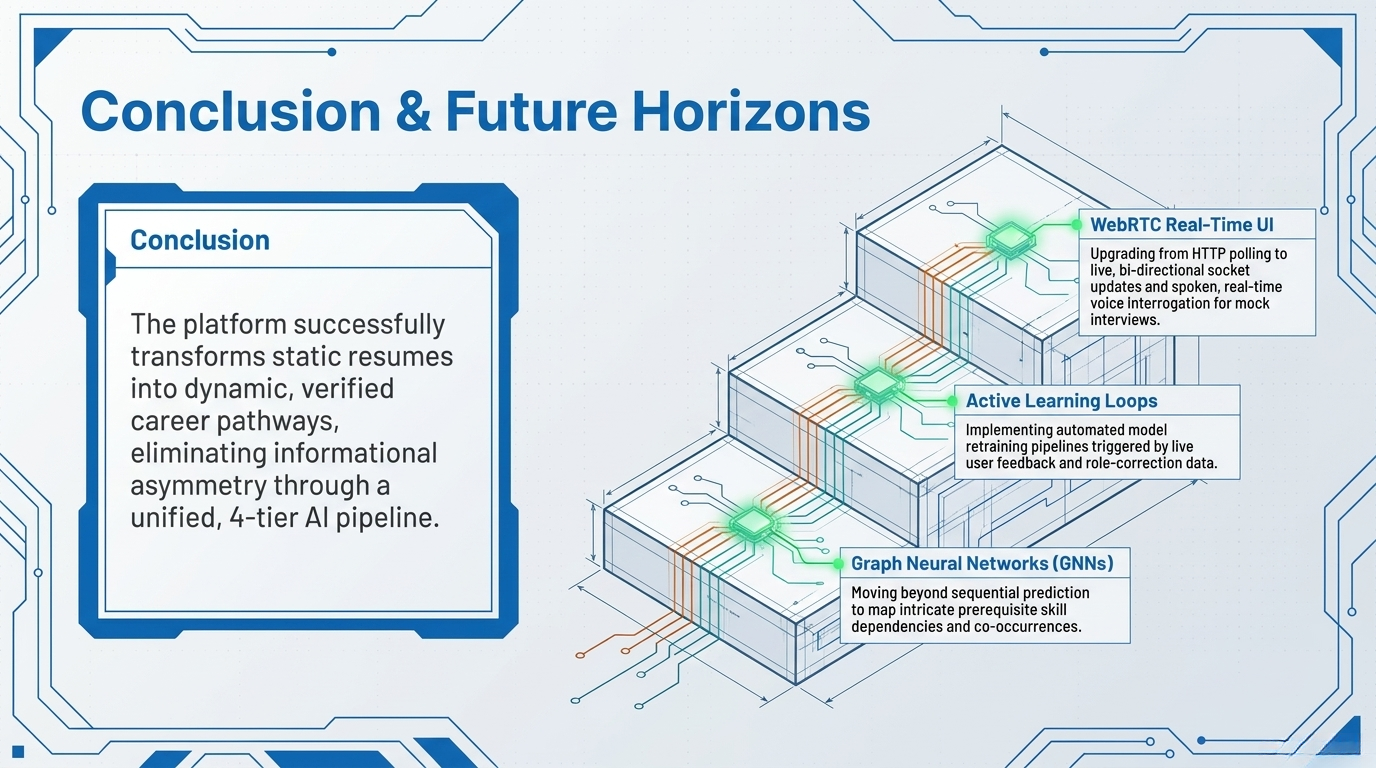 Conclusion & Future Horizons
Conclusion
The platform successfully
transforms static resumes
into dynamic, verified
career pathways,
eliminating informational
asymmetry through a
unified, 4-tier AI pipeline.
WebRTC Real-Time UI
Upgrading from HTTP polling to
live, bi-directional socket
updates and spoken, real-time
voice interrogation for mock
interviews.
Active Learning Loops
Implementing automated model
retraining pipelines triggered by live
user feedback and role-correction data.
Graph Neural Networks (GNNs)
Moving beyond sequential prediction
to map intricate prerequisite skill
dependencies and co-occurrences.